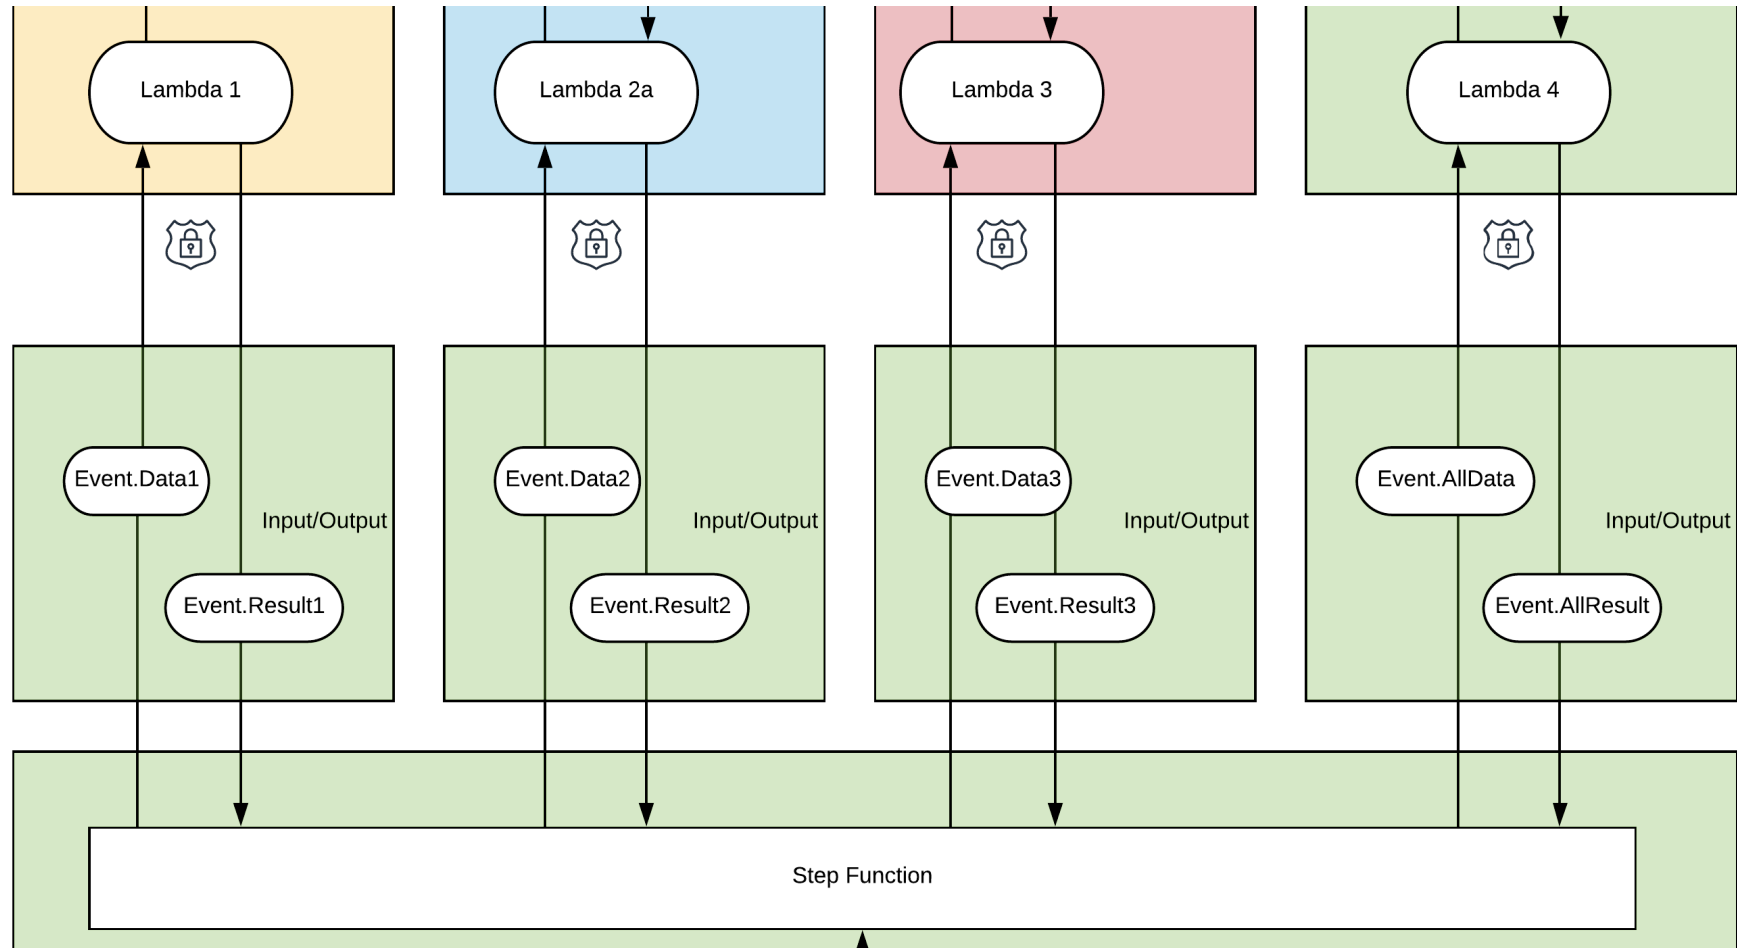 Lambda 1
Lambda 2a
Lambda 3
Lambda 4
Event.Data1
Event.Data2
Event.Data3
Event.AllData
Input/Output
Input/Output
Input/Output
Input/Output
Event.Result1
Event.Result2
Event.Result3
Event.AllResult
Step Function